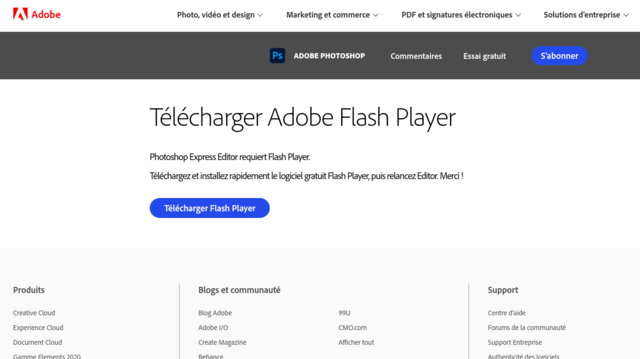 Adobe
Photo, vidéo et design
Marketing et commerce
PDF et signatures électroniques
Solutions d'entreprise
Ps
ADOBE PHOTOSHOP
Commentaires
Essai gratuit
S'abonner
Télécharger Adobe Flash Player
Photoshop Express Editor requiert Flash Player.
Téléchargez et installez rapidement le logiciel gratuit Flash Player, puis relancez Editor. Merci !
Télécharger Flash Player
Produits
Creative Cloud
Experience Cloud
Document Cloud
Gamme Elements 2020
Blogs et communauté
Blog Adobe
Adobe I/O
Create Magazine
Behance
99U
CMO.com
Afficher tout
Support
Centre d'aide
Forums de la communauté
Support Entreprise
Authenticité des logiciels